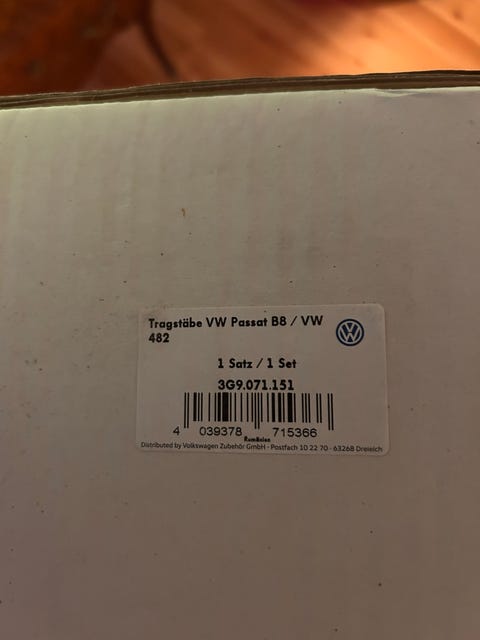 Tragstäbe VW Passat B8 / VW
482
1 Satz / 1 Set
3G9.071.151
4 039378 715366
Rumänien
Distributed by Volkswagen Zubehör GmbH - Postfach 10 22 70 - 63268 Dreieich